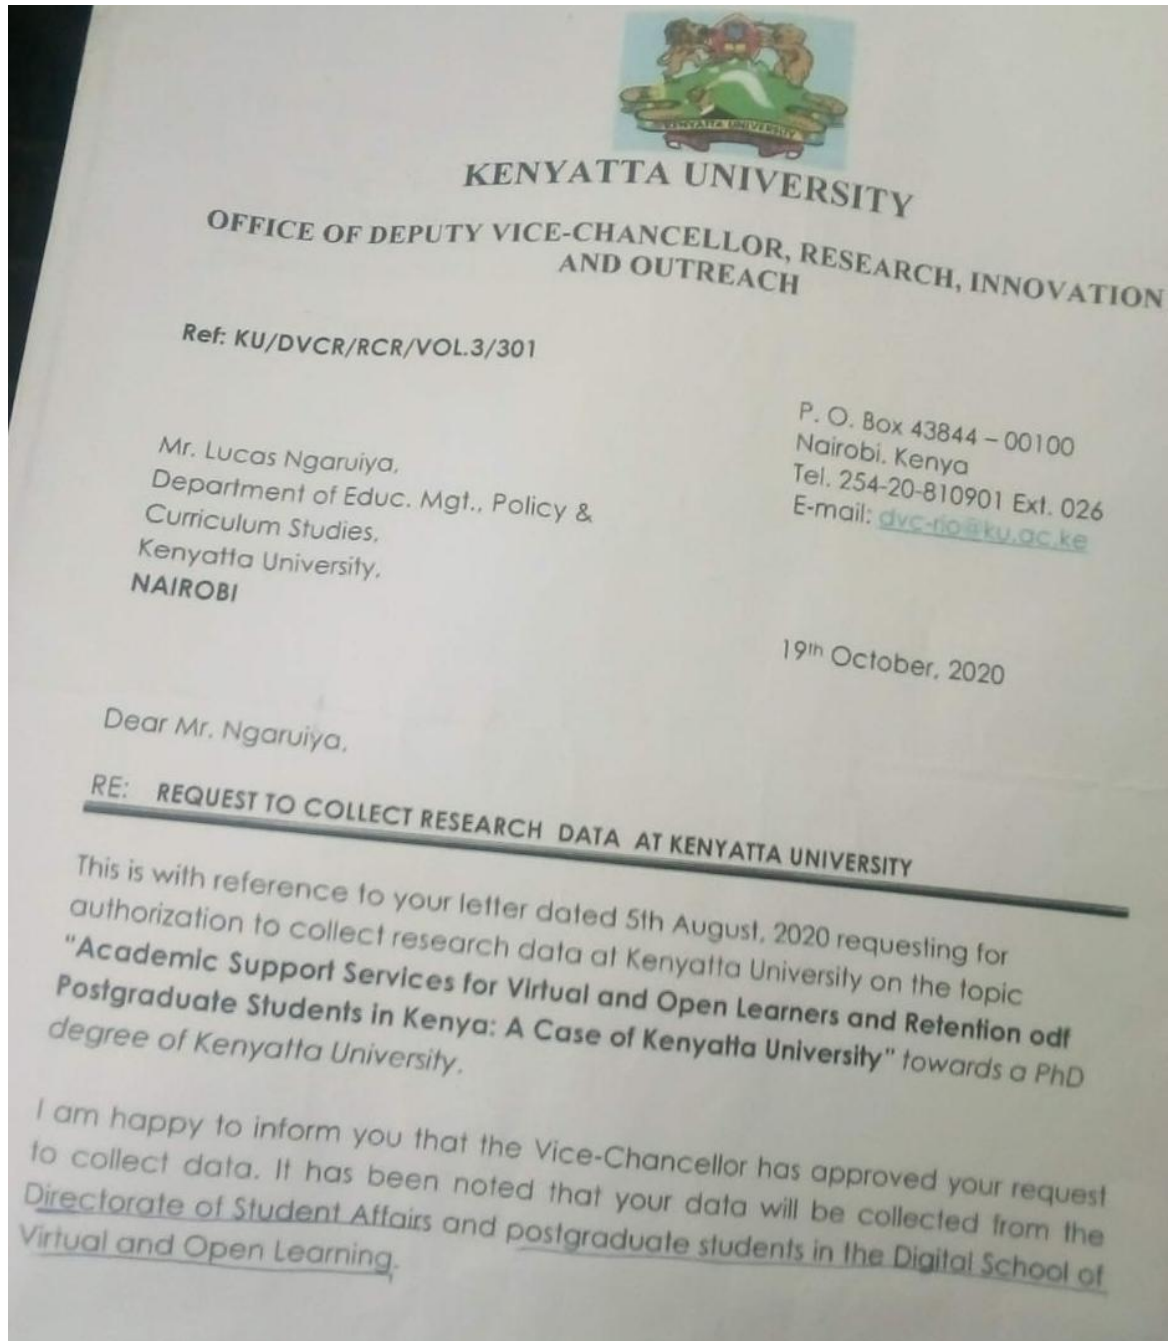 KENYATTA UNIVERSITY
KENYATTA UNIVERSITY
OFFICE OF DEPUTY VICE-CHANCELLOR, RESEARCH, INNOVATION
AND OUTREACH
Ref: KU/DVCR/RCR/VOL.3/301
P. O. Box 43844 – 00100
Nairobi. Kenya
Tel. 254-20-810901 Ext. 026
E-mail: dvc-rio@ku.ac.ke
Mr. Lucas Ngaruiya,
Department of Educ. Mgt., Policy &
Curriculum Studies,
Kenyatta University,
NAIROBI
19th October, 2020
Dear Mr. Ngaruiya,
RE: REQUEST TO COLLECT RESEARCH DATA AT KENYATTA UNIVERSITY
This is with reference to your letter dated 5th August, 2020 requesting for
authorization to collect research data at Kenyatta University on the topic
"Academic Support Services for Virtual and Open Learners and Retention odf
Postgraduate Students in Kenya: A Case of Kenyatta University" towards a PhD
degree of Kenyatta University.
I am happy to inform you that the Vice-Chancellor has approved your request
to collect data. It has been noted that your data will be collected from the
Directorate of Student Affairs and postgraduate students in the Digital School of
Virtual and Open Learning.